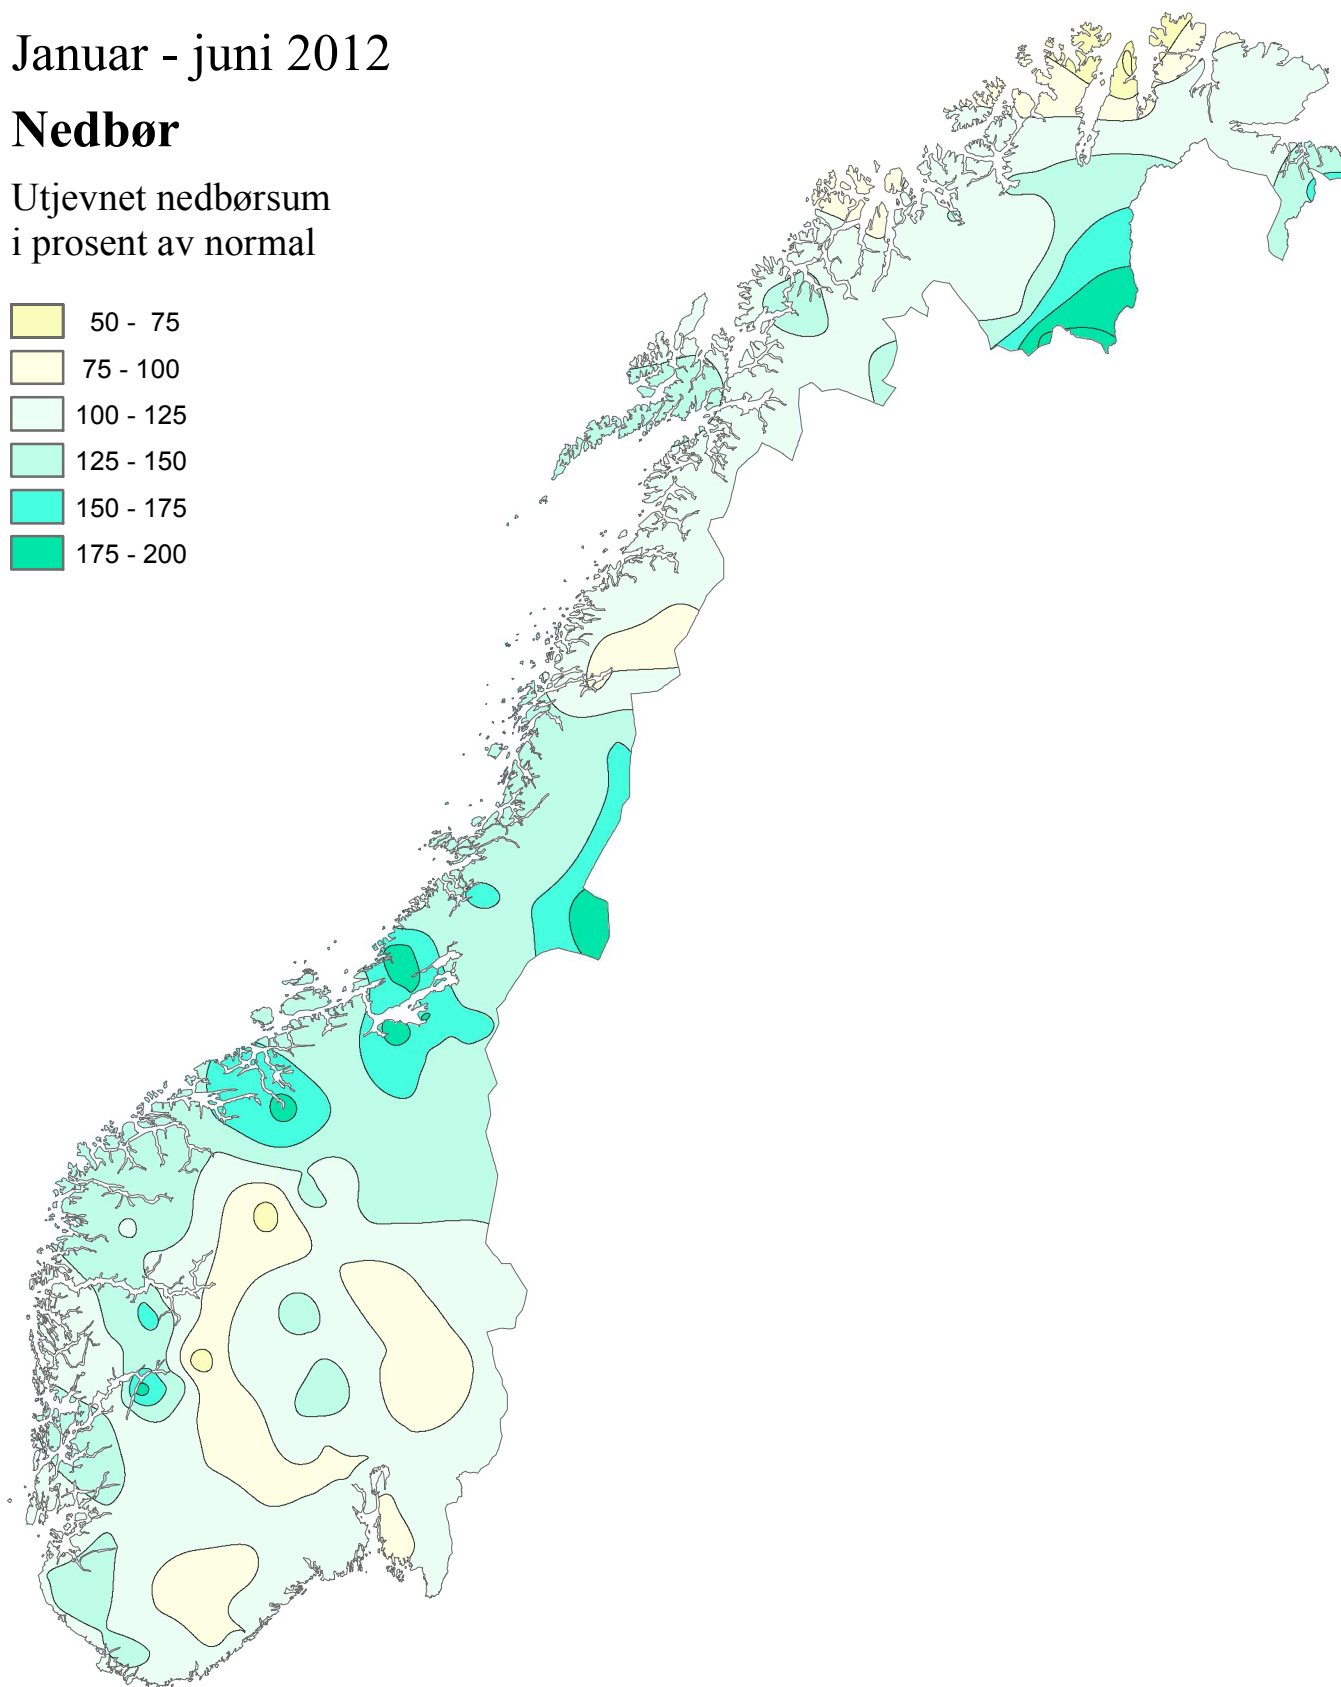 Januar - juni 2012
Nedbør
Utjevnet nedbørsum
i prosent av normal
50 - 75
75 - 100
100 - 125
125 - 150
150 - 175
175 - 200